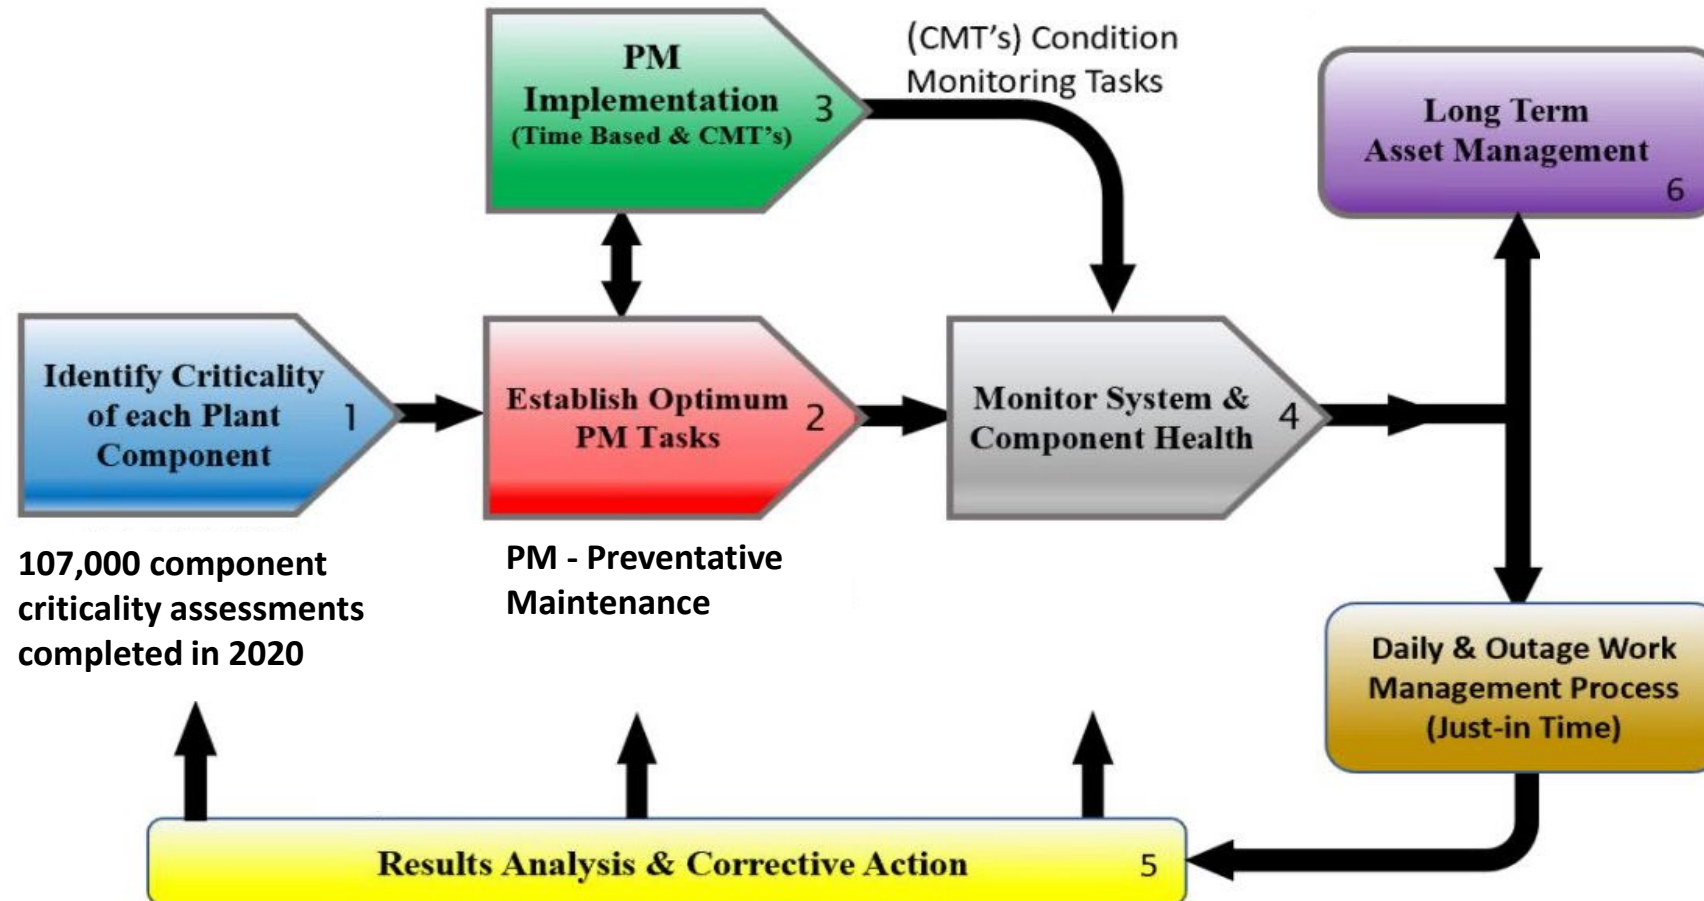 PM
Implementation
(Time Based & CMT's)
3
(CMT's) Condition
Monitoring Tasks
Long Term
Asset Management
6
Identify Criticality
of each Plant
Component
1
Establish Optimum
PM Tasks
2
Monitor System &
Component Health
4
107,000 component
criticality assessments
completed in 2020
PM - Preventative
Maintenance
Daily & Outage Work
Management Process
(Just-in Time)
Results Analysis & Corrective Action
5